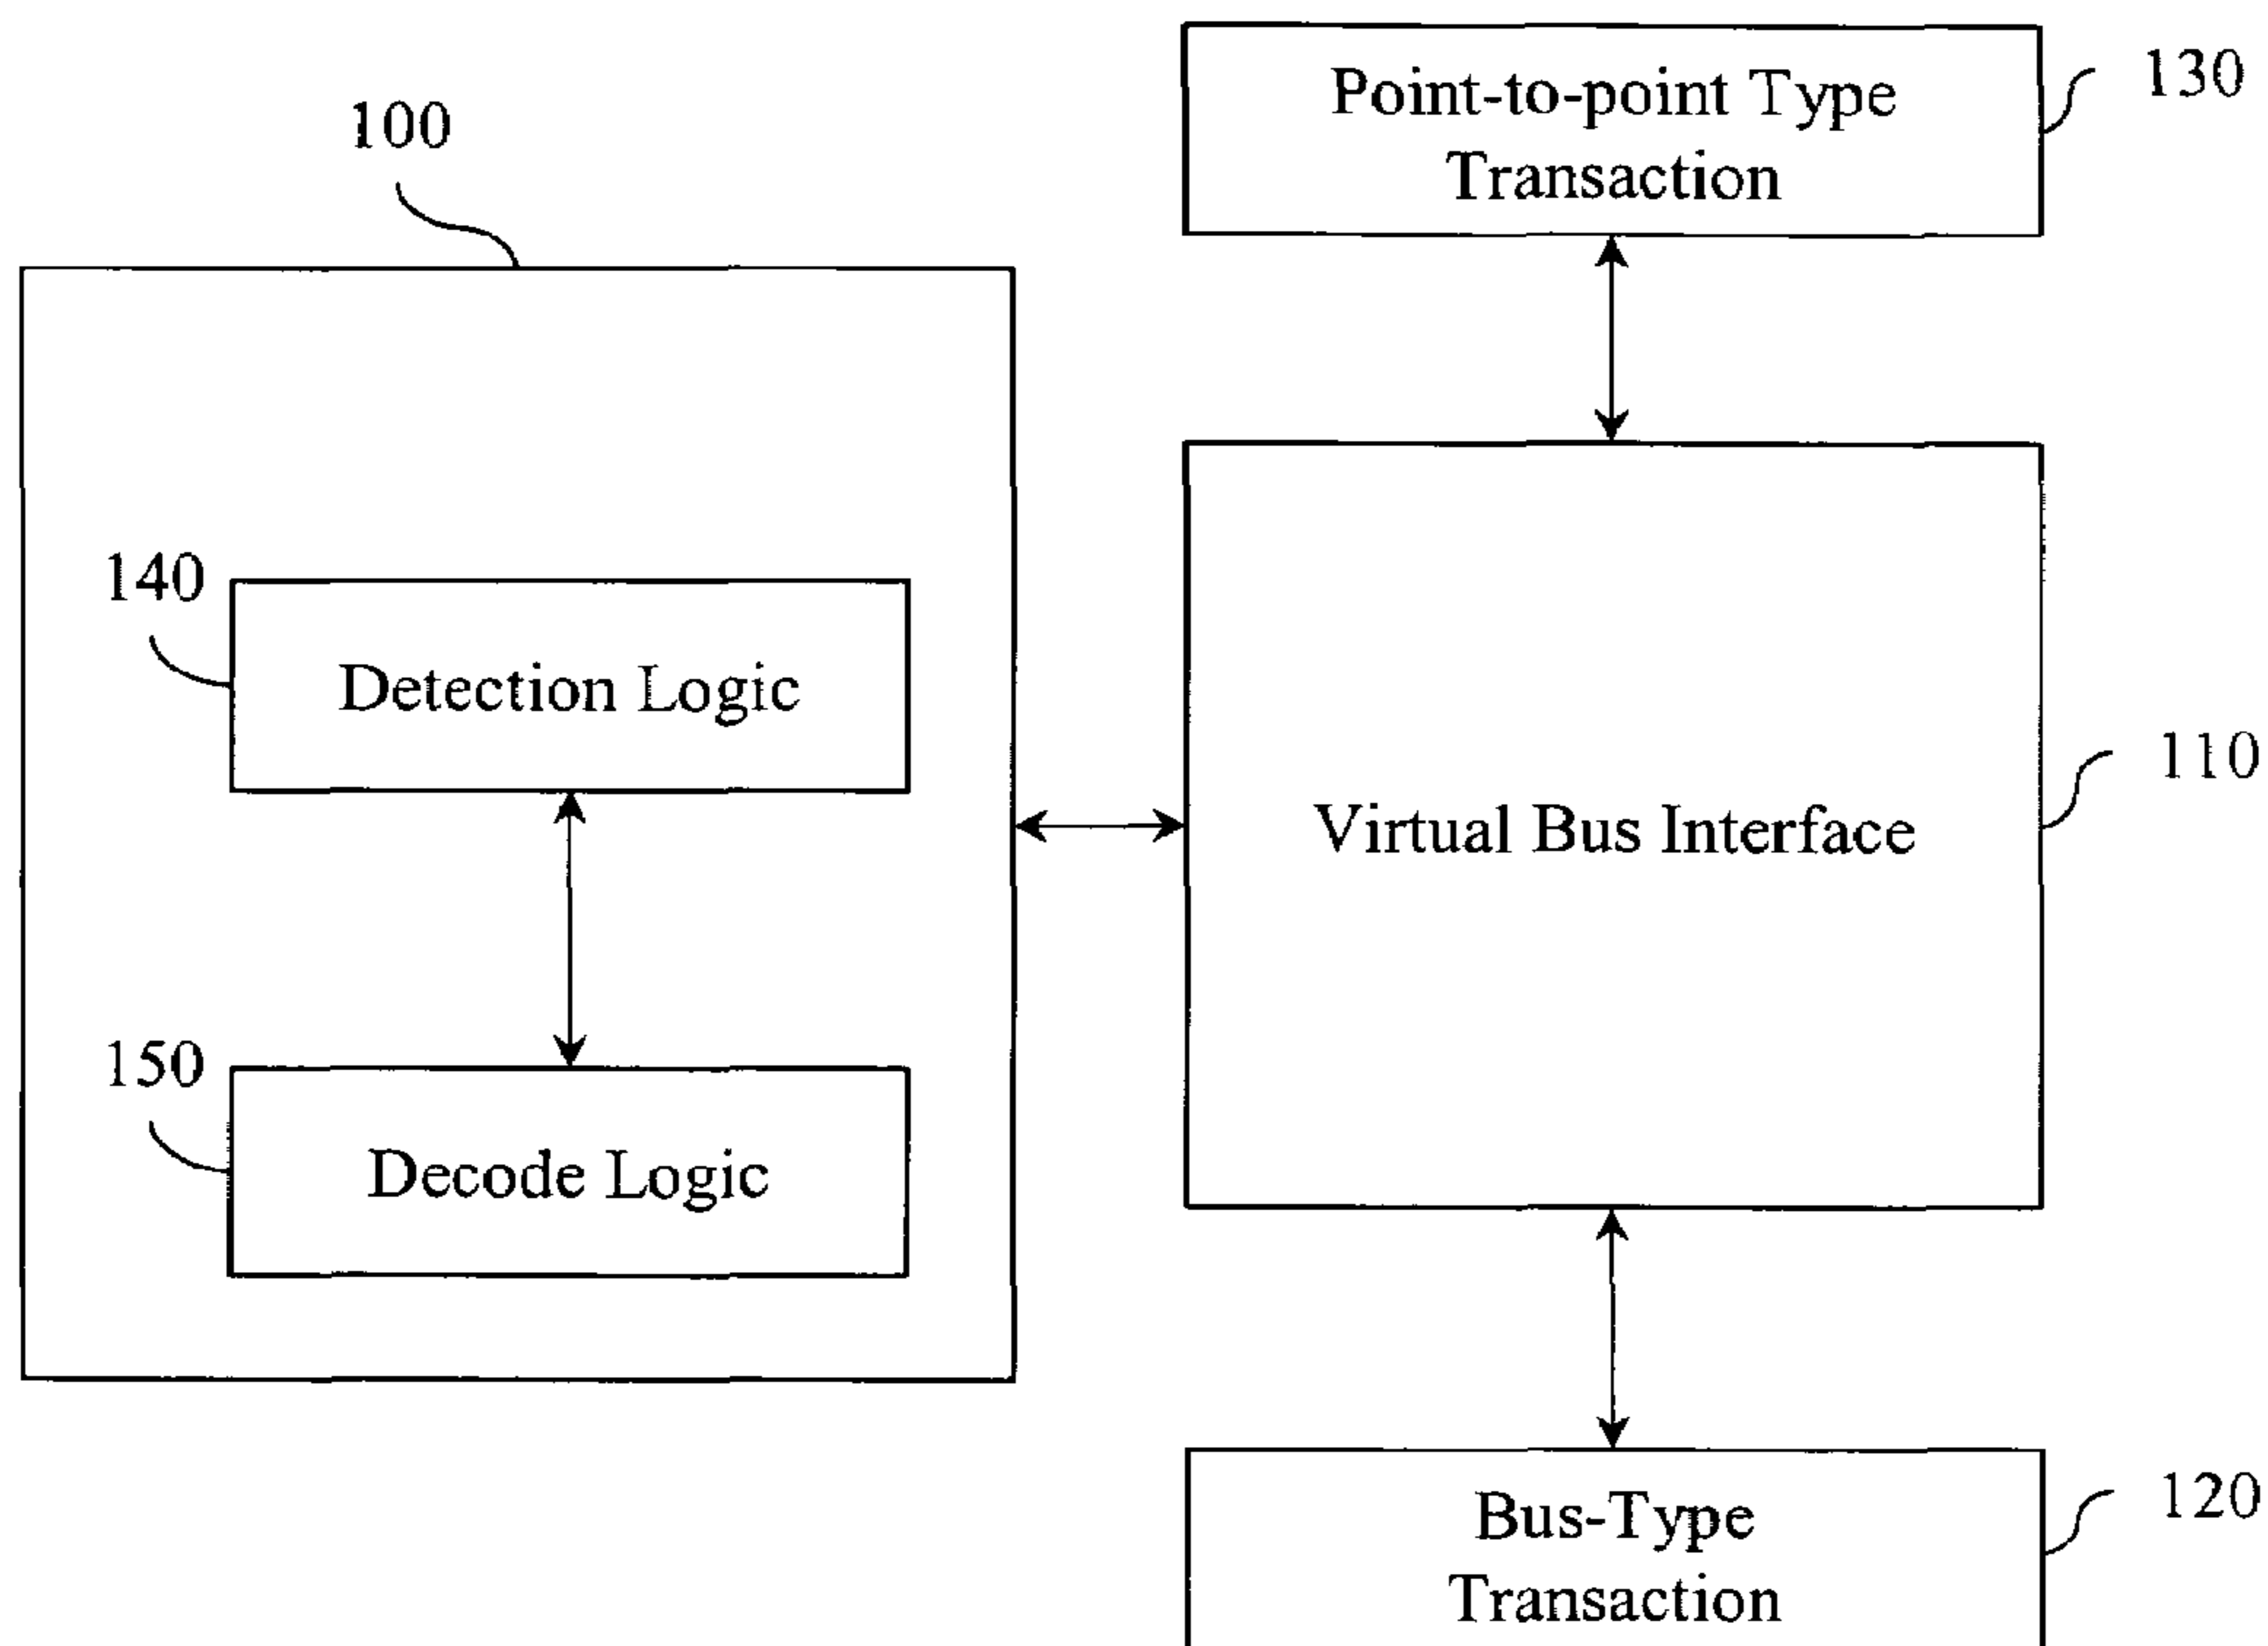 100
Point-to-point Type
Transaction
130
140
Detection Logic
150
Decode Logic
Virtual Bus Interface
110
Bus-Type
Transaction
120